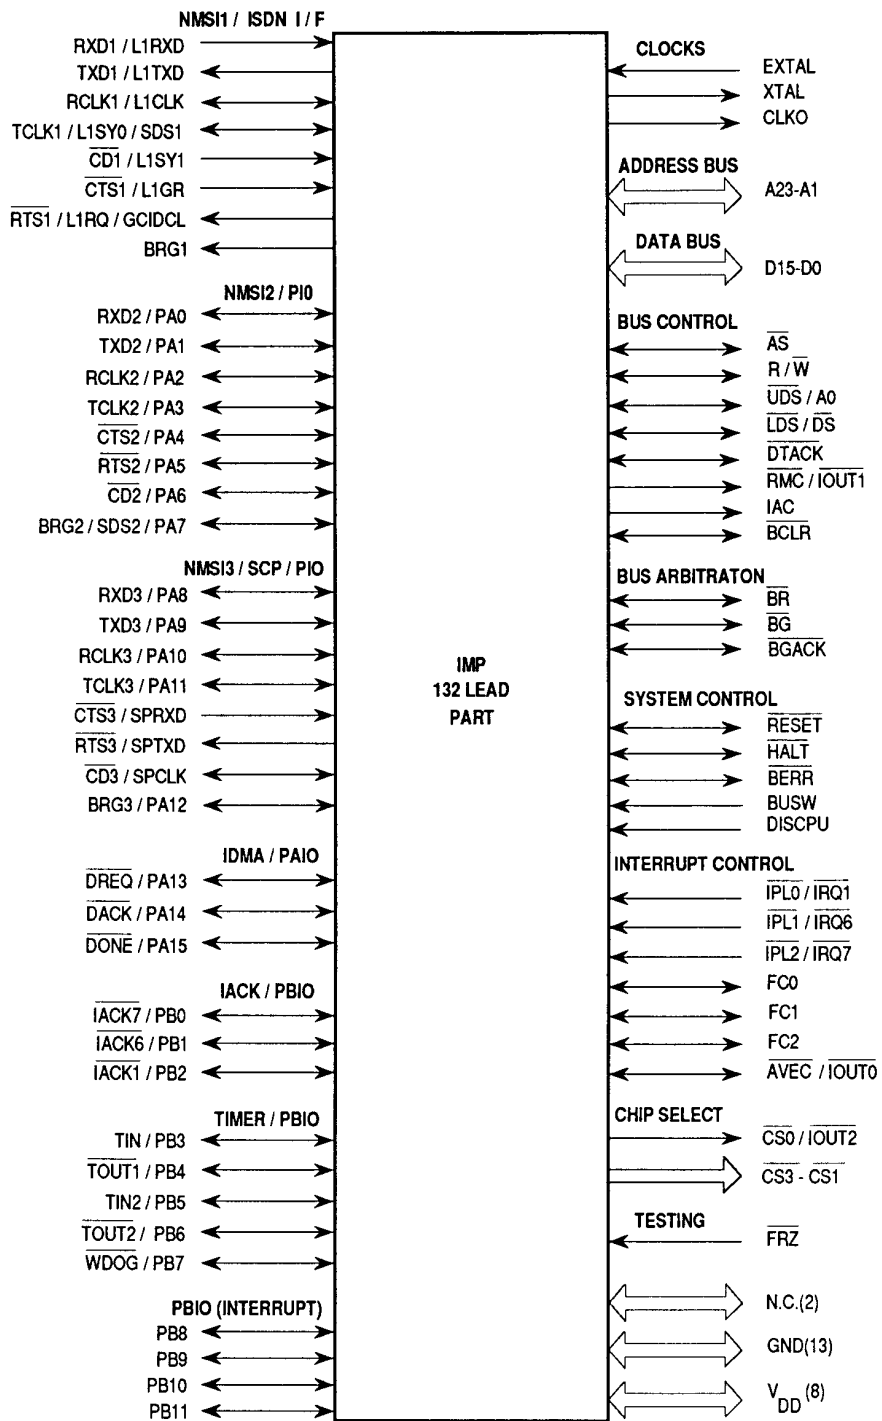 NMSI1 / ISDN I / F
RXD1 / L1RXD
TXD1 / L1TXD
RCLK1 / L1CLK
TCLK1 / L1SY0 / SDS1
CD1 / L1SY1
CTS1 / L1GR
RTS1 / L1RQ / GCIDCL
BRG1
NMSI2 / PI0
RXD2 / PA0
TXD2 / PA1
RCLK2 / PA2
TCLK2 / PA3
CTS2 / PA4
RTS2 / PA5
CD2 / PA6
BRG2 / SDS2 / PA7
NMSI3 / SCP / PIO
RXD3 / PA8
TXD3 / PA9
RCLK3 / PA10
TCLK3 / PA11
CTS3 / SPRXD
RTS3 / SPTXD
CD3 / SPCLK
BRG3 / PA12
IDMA / PAIO
DREQ / PA13
DACK / PA14
DONE / PA15
IACK / PBIO
IACK7 / PB0
IACK6 / PB1
IACK1 / PB2
TIMER / PBIO
TIN / PB3
TOUT1 / PB4
TIN2 / PB5
TOUT2 / PB6
WDOG / PB7
PBIO (INTERRUPT)
PB8
PB9
PB10
PB11
IMP
132 LEAD
PART
CLOCKS
EXTAL
XTAL
CLKO
ADDRESS BUS
A23-A1
DATA BUS
D15-D0
BUS CONTROL
AS
R / W
UDS / A0
LDS / DS
DTACK
RMC / IOUT1
IAC
BCLR
BUS ARBITRATON
BR
BG
BGACK
SYSTEM CONTROL
RESET
HALT
BERR
BUSW
DISCPU
INTERRUPT CONTROL
IPL0 / IRQ1
IPL1 / IRQ6
IPL2 / IRQ7
FC0
FC1
FC2
AVEC / IOUT0
CHIP SELECT
CS0 / IOUT2
CS3 - CS1
TESTING
FRZ
N.C.(2)
GND(13)
VDD (8)